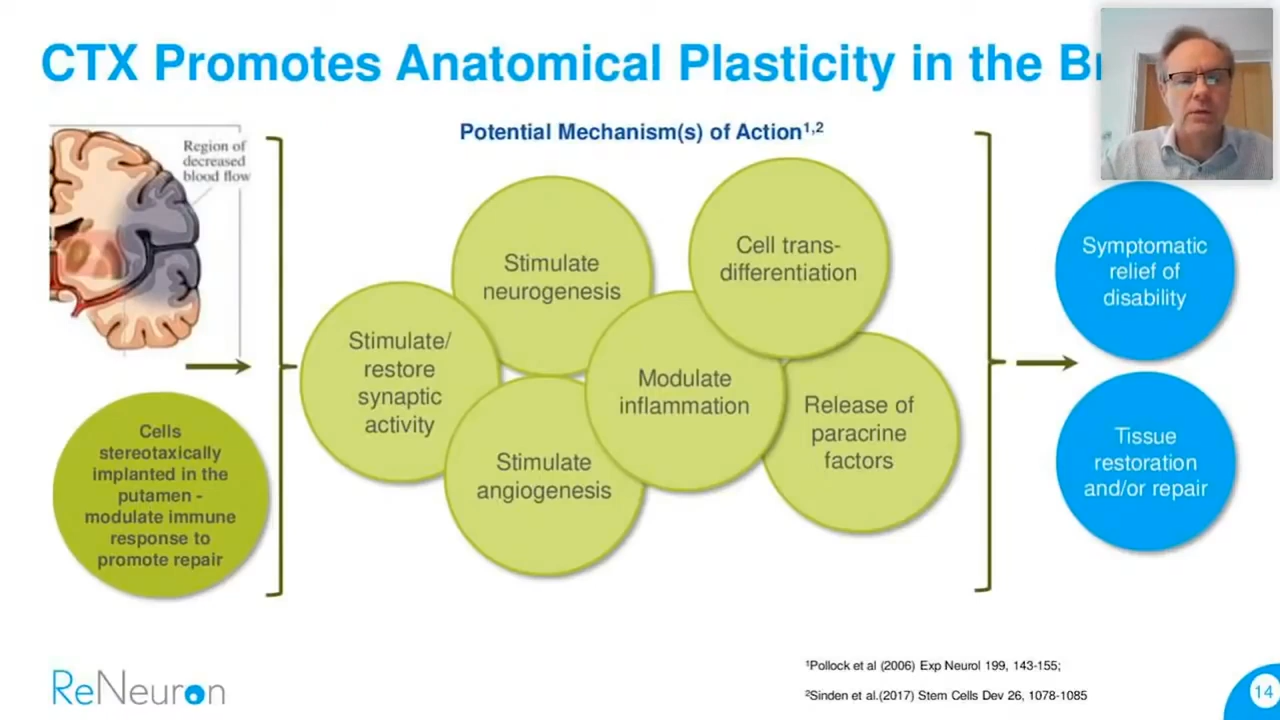 CTX Promotes Anatomical Plasticity in the
Potential Mechanism(s) of Action1,2
Region of
decreased
blood flow
Cells
stereotaxically
implanted in the
putamen -
modulate immune
response to
promote repair
Stimulate/
restore
synaptic
activity
Stimulate
neurogenesis
Stimulate
angiogenesis
Modulate
inflammation
Cell trans-
differentiation
Release of
paracrine
factors
Symptomatic
relief of
disability
Tissue
restoration
and/or repair
1Pollock et al (2006) Exp Neurol 199, 143-155;
2Sinden et al.(2017) Stem Cells Dev 26, 1078-1085
ReNeuron
14